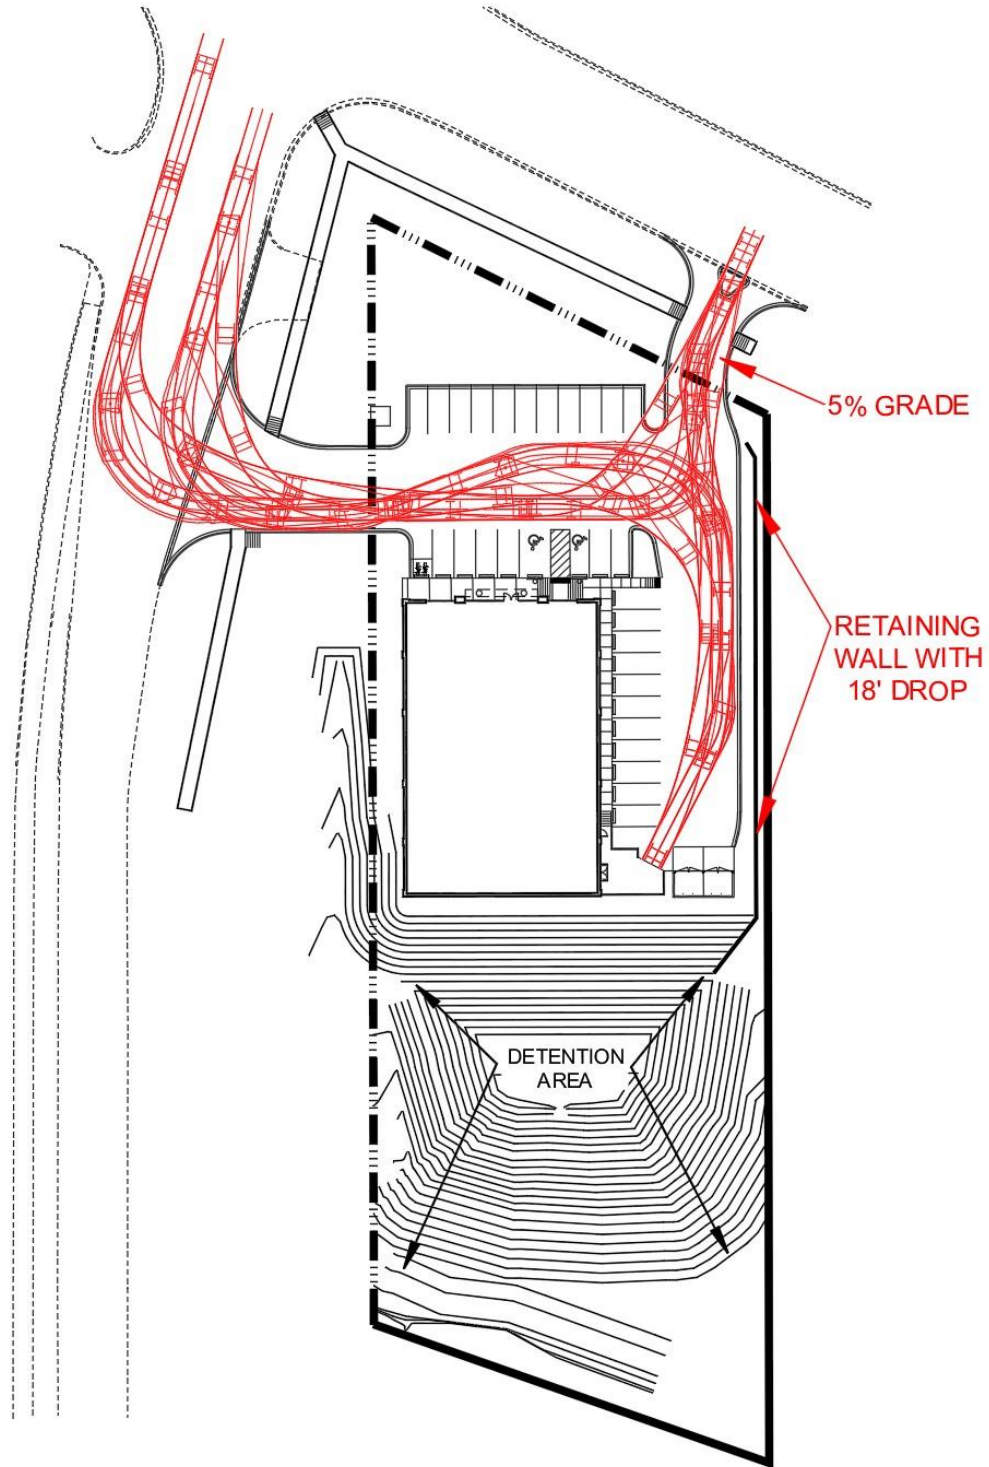 5% GRADE
RETAINING
WALL WITH
18' DROP
DETENTION
AREA